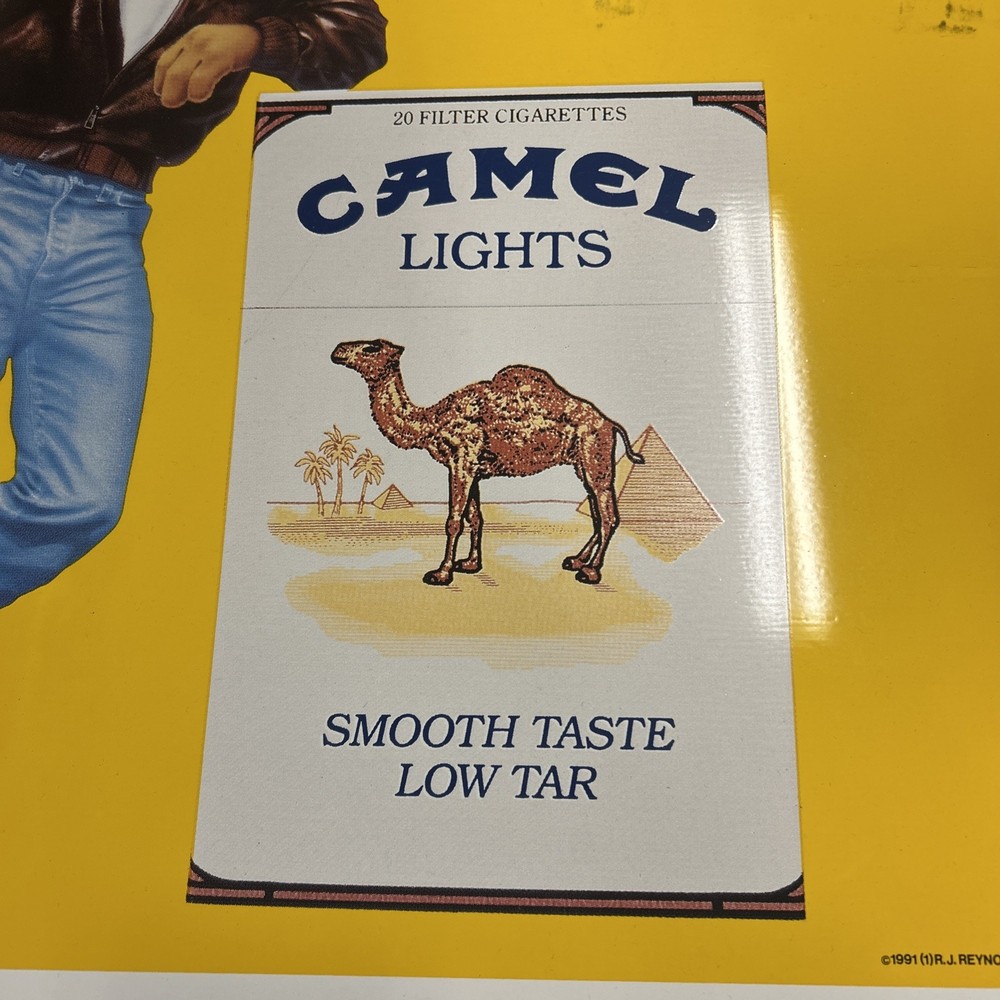 20 FILTER CIGARETTES
CAMEL
LIGHTS
SMOOTH TASTE
LOW TAR
©1991 (1) R.J. REYNO